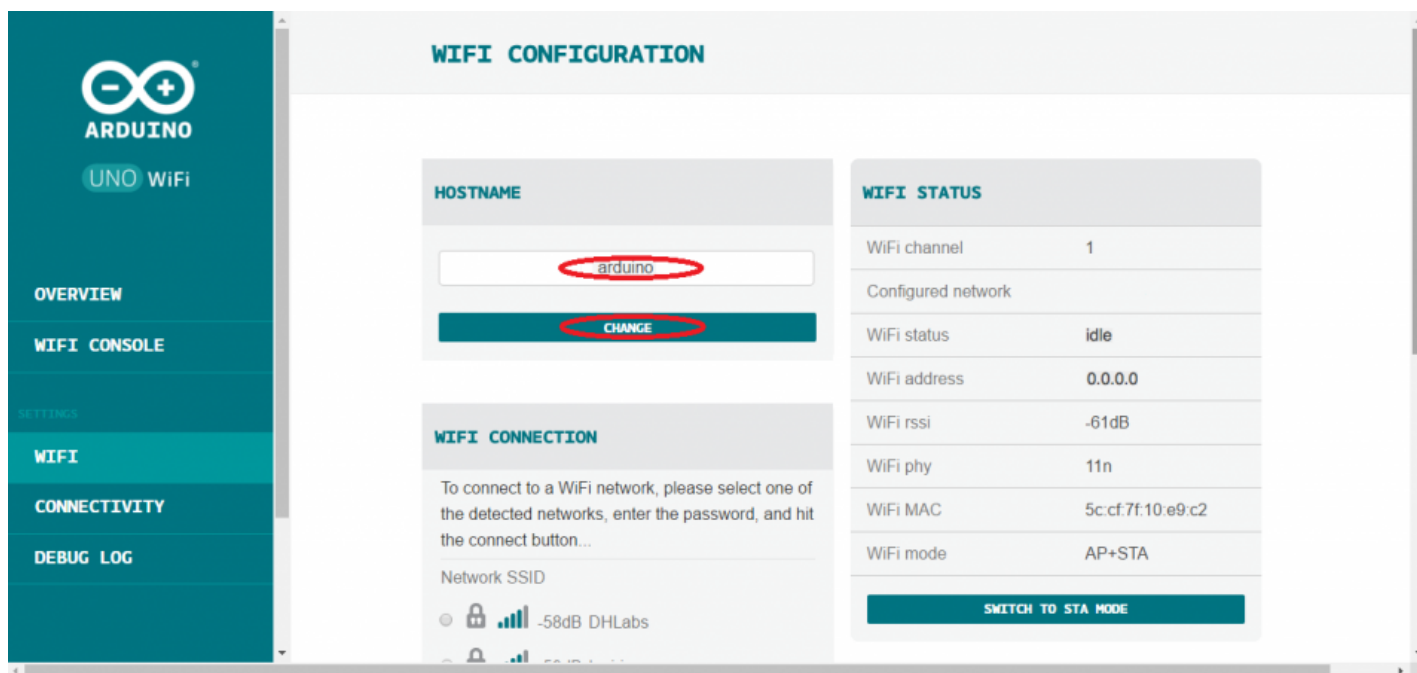 ARDUINO
UNO WiFi
OVERVIEW
WIFI CONSOLE
SETTINGS
WIFI
CONNECTIVITY
DEBUG LOG
WIFI CONFIGURATION
HOSTNAME
arduino
CHANGE
WIFI CONNECTION
To connect to a WiFi network, please select one of
the detected networks, enter the password, and hit
the connect button...
Network SSID
-58dB DHLabs
WIFI STATUS
WiFi channel 1
Configured network
WiFi status idle
WiFi address 0.0.0.0
WiFi rssi -61dB
WiFi phy 11n
WiFi MAC 5c:cf:7f:10:e9:c2
WiFi mode AP+STA
SWITCH TO STA MODE